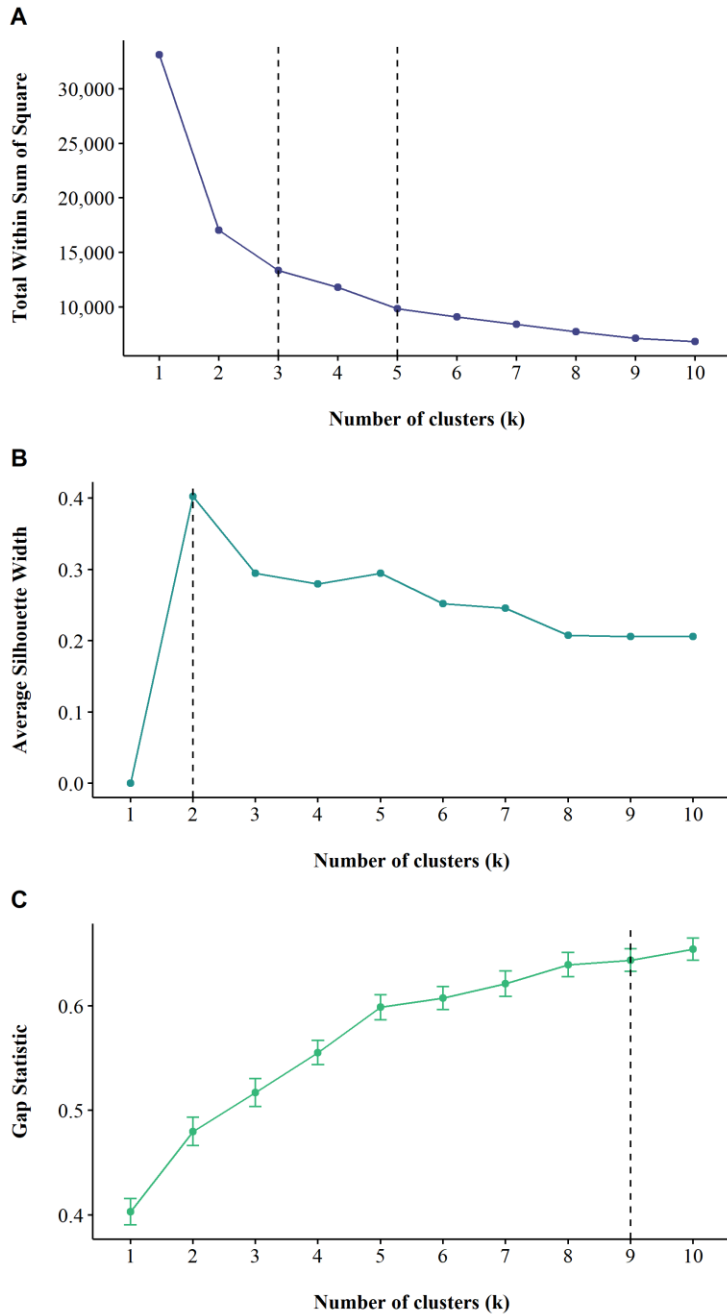 A
Total Within Sum of Square
30,000
25,000
20,000
15,000
10,000
1 2 3 4 5 6 7 8 9 10
Number of clusters (k)
B
Average Silhouette Width
0.4
0.3
0.2
0.1
0.0
1 2 3 4 5 6 7 8 9 10
Number of clusters (k)
C
Gap Statistic
0.6
0.5
0.4
1 2 3 4 5 6 7 8 9 10
Number of clusters (k)